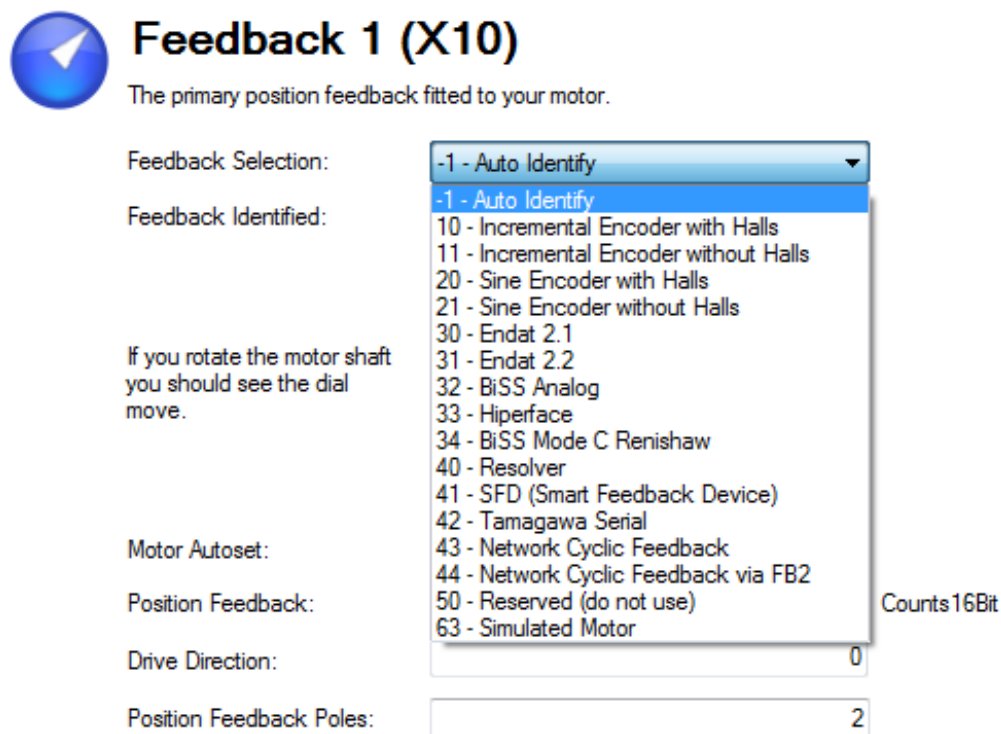 Feedback 1 (X10)
The primary position feedback fitted to your motor.
Feedback Selection:
-1 - Auto Identify
-1 - Auto Identify
Feedback Identified:
10 - Incremental Encoder with Halls
11 - Incremental Encoder without Halls
20 - Sine Encoder with Halls
21 - Sine Encoder without Halls
30 - Endat 2.1
31 - Endat 2.2
32 - BiSS Analog
33 - Hiperface
34 - BiSS Mode C Renishaw
40 - Resolver
41 - SFD (Smart Feedback Device)
42 - Tamagawa Serial
43 - Network Cyclic Feedback
44 - Network Cyclic Feedback via FB2
50 - Reserved (do not use)
63 - Simulated Motor
If you rotate the motor shaft
you should see the dial
move.
Motor Autoset:
Position Feedback:
Counts16Bit
Drive Direction:
0
Position Feedback Poles:
2